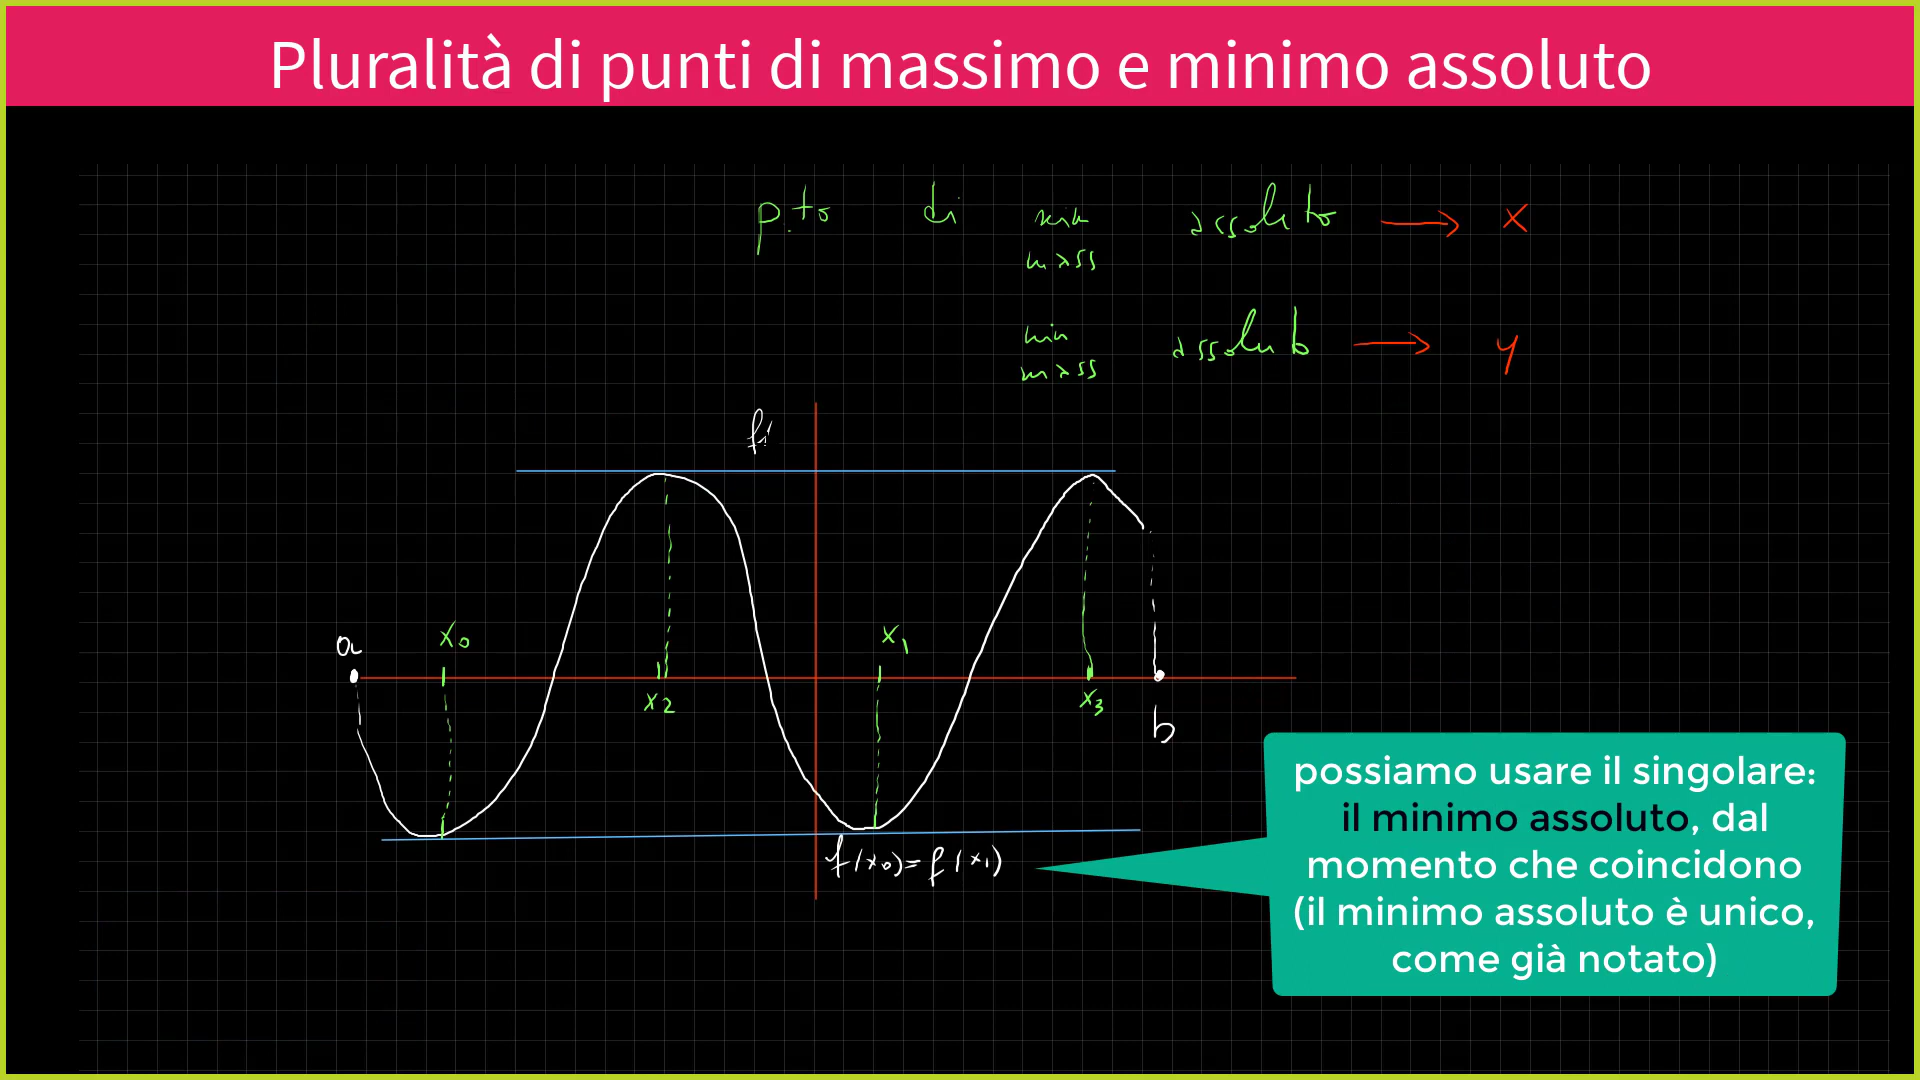 Pluralità di punti di massimo e minimo assoluto
p.to di min assoluto → x
mass
min assoluto → y
mass
a
x0
x1
x2
x3
b
f(x0)=f(x1)
possiamo usare il singolare:
il minimo assoluto, dal
momento che coincidono
(il minimo assoluto è unico,
come già notato)